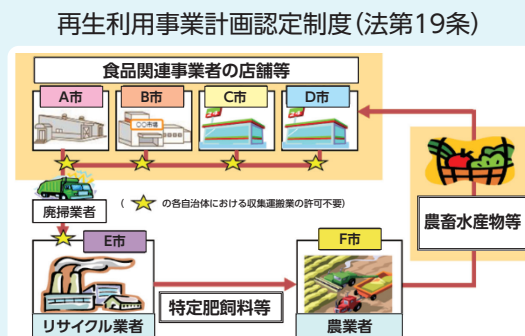 再生利用事業計画認定制度(法第19条)
食品関連事業者の店舗等
A市 B市 C市 D市
○○市場
廃掃業者
( ☆ の各自治体における収集運搬業の許可不要)
E市
F市
農畜水産物等
特定肥飼料等
リサイクル業者
農業者